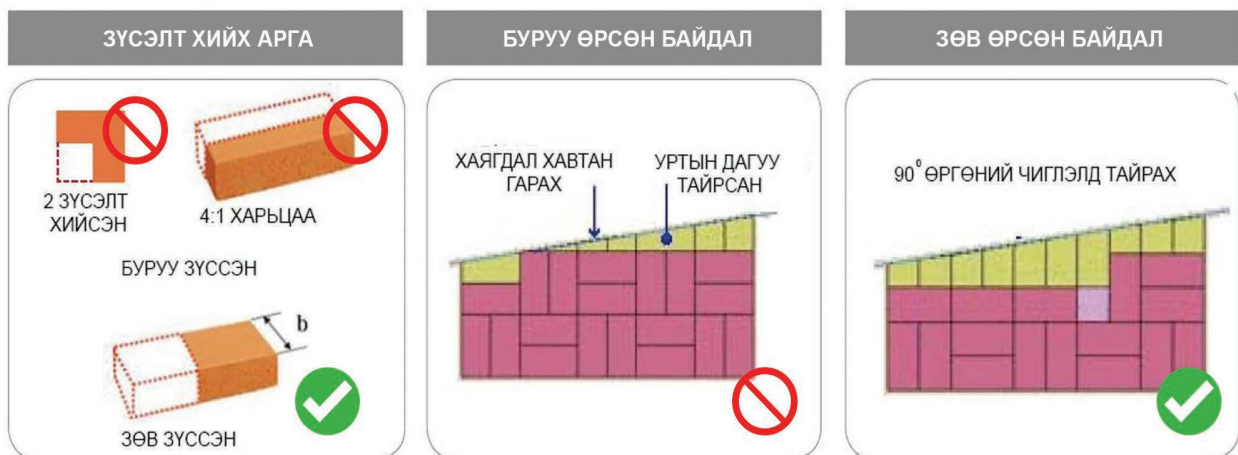 ЗҮСЭЛТ ХИЙХ АРГА
2 ЗҮСЭЛТ
ХИЙСЭН
4:1 ХАРЬЦАА
БУРУУ ЗҮССЭН
b
ЗӨВ ЗҮССЭН
БУРУУ ӨРСӨН БАЙДАЛ
ХАЯГДАЛ ХАВТАН
ГАРАХ
УРТЫН ДАГУУ
ТАЙРСАН
ЗӨВ ӨРСӨН БАЙДАЛ
90⁰ ӨРГӨНИЙ ЧИГЛЭЛД ТАЙРАХ